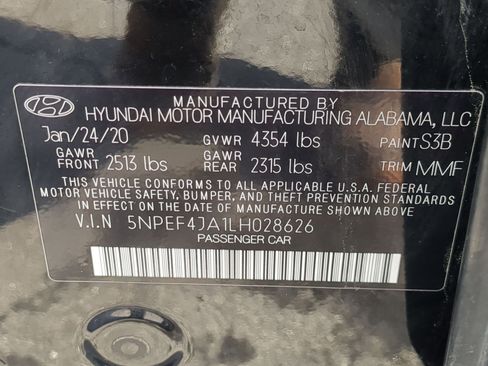 MANUFACTURED BY
HYUNDAI MOTOR MANUFACTURING ALABAMA, LLC
Jan/24/20 GVWR 4354 lbs PAINT S3B
GAWR FRONT 2513 lbs GAWR REAR 2315 lbs TRIM MMF
THIS VEHICLE CONFORMS TO ALL APPLICABLE U.S.A. FEDERAL
MOTOR VEHICLE SAFETY, BUMPER, AND THEFT PREVENTION STANDARDS
IN EFFECT ON THE DATE OF MANUFACTURE SHOWN ABOVE.
V.I.N 5NPEF4JA1LH028626
PASSENGER CAR